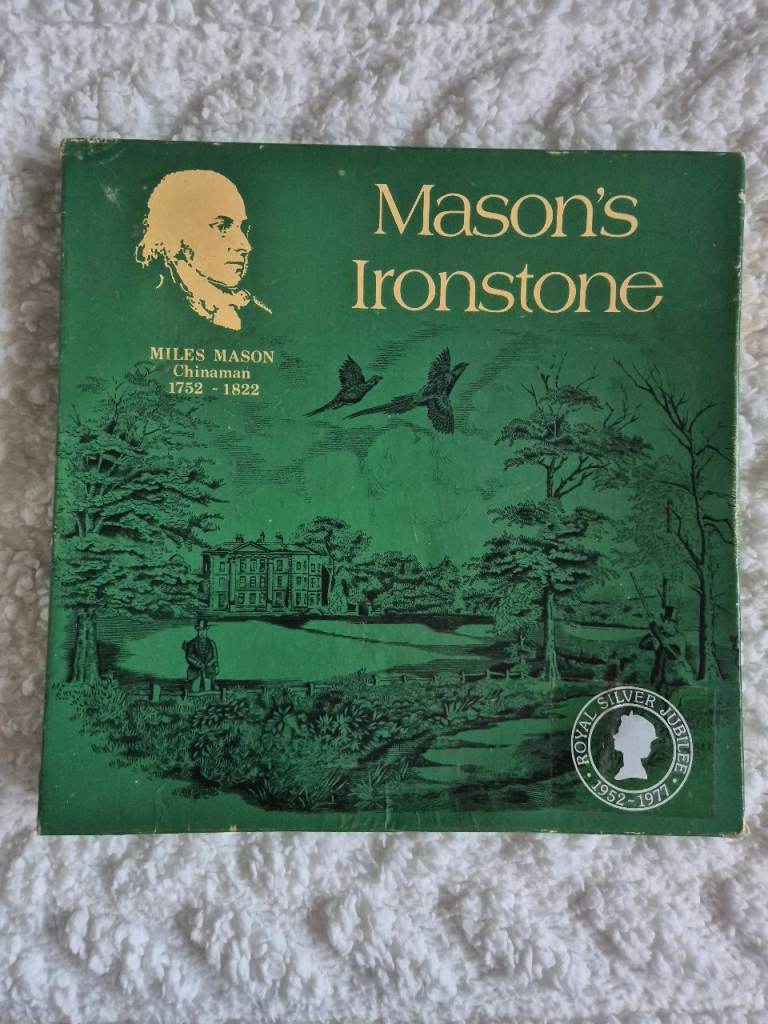 Mason's
Ironstone
MILES MASON
Chinaman
1752 - 1822
· ROYAL SILVER JUBILEE ·
1952-1977